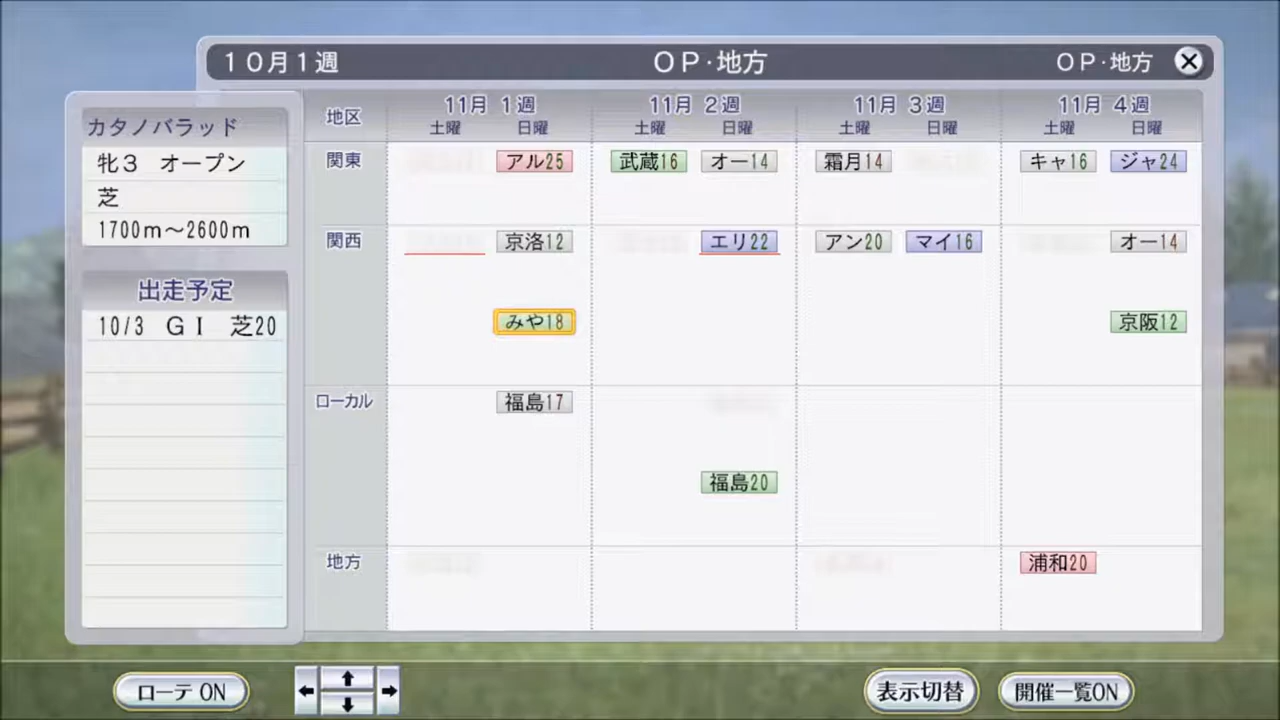 10月1週 OP･地方 OP･地方
カタノバラッド
牝3 オープン
芝
1700m～2600m
出走予定
10/3 GⅠ 芝20
地区 11月 1週 11月 2週 11月 3週 11月 4週
土曜 日曜 土曜 日曜 土曜 日曜 土曜 日曜
関東 アル25 武蔵16 オー14 霜月14 キャ16 ジャ24
関西 京洛12 エリ22 アン20 マイ16 オー14
みや18 京阪12
ローカル 福島17
福島20
地方 浦和20
ローテ ON ← ↑ ↓ → 表示切替 開催一覧ON